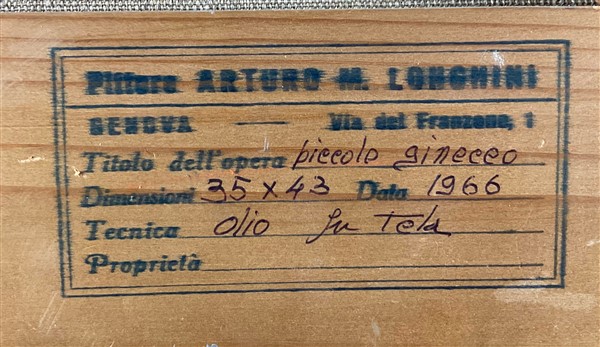 Pittore ARTURO M. LONGHINI
GENOVA — Via del Franzone, 1
Titolo dell'opera piccolo gineceo
Dimensioni 35 x 43 Data 1966
Tecnica olio su Tela
Proprietà